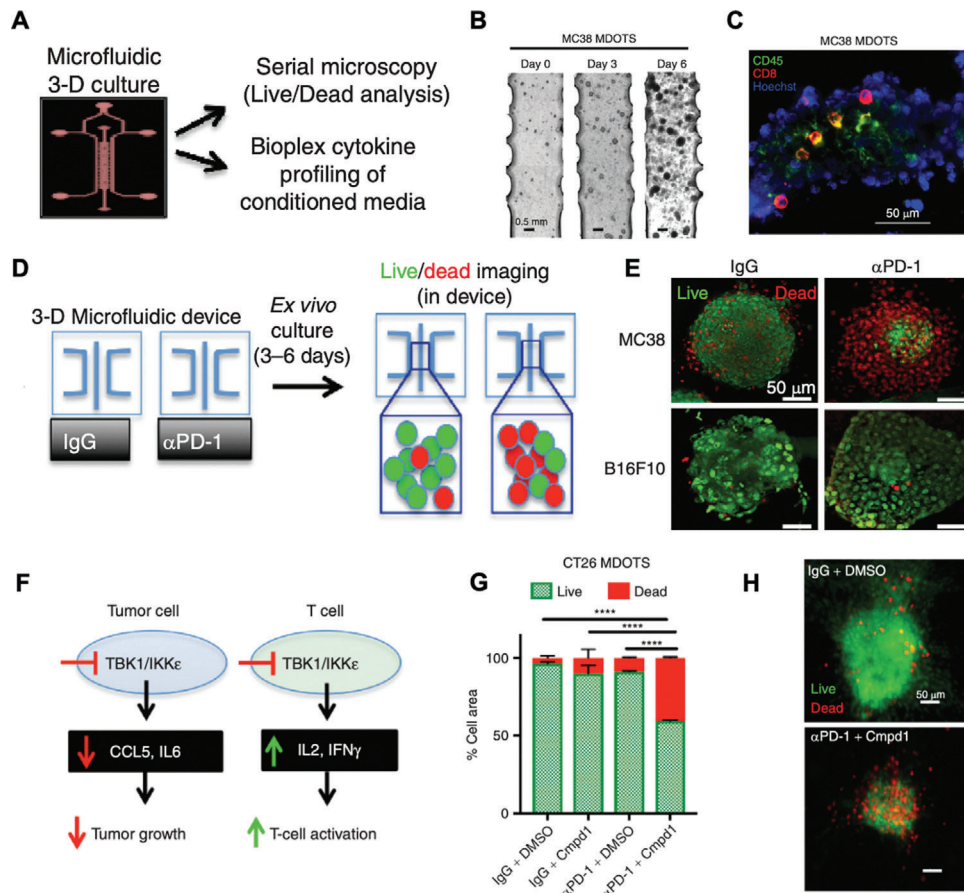 A
Microfluidic
3-D culture
Serial microscopy
(Live/Dead analysis)
Bioplex cytokine
profiling of
conditioned media
B
MC38 MDOTS
Day 0 Day 3 Day 6
0.5 mm
C
MC38 MDOTS
CD45
CD8
Hoechst
50 μm
D
3-D Microfluidic device
IgG αPD-1
Ex vivo
culture
(3–6 days)
Live/dead imaging
(in device)
E
IgG αPD-1
Live Dead
MC38
50 μm
B16F10
F
Tumor cell T cell
TBK1/IKKε TBK1/IKKε
CCL5, IL6 IL2, IFNγ
Tumor growth T-cell activation
G
CT26 MDOTS
Live Dead
****
****
****
% Cell area
100
50
0
IgG + DMSO
IgG + Cmpd1
αPD-1 + DMSO
αPD-1 + Cmpd1
H
IgG + DMSO
Live
Dead
50 μm
αPD-1 + Cmpd1